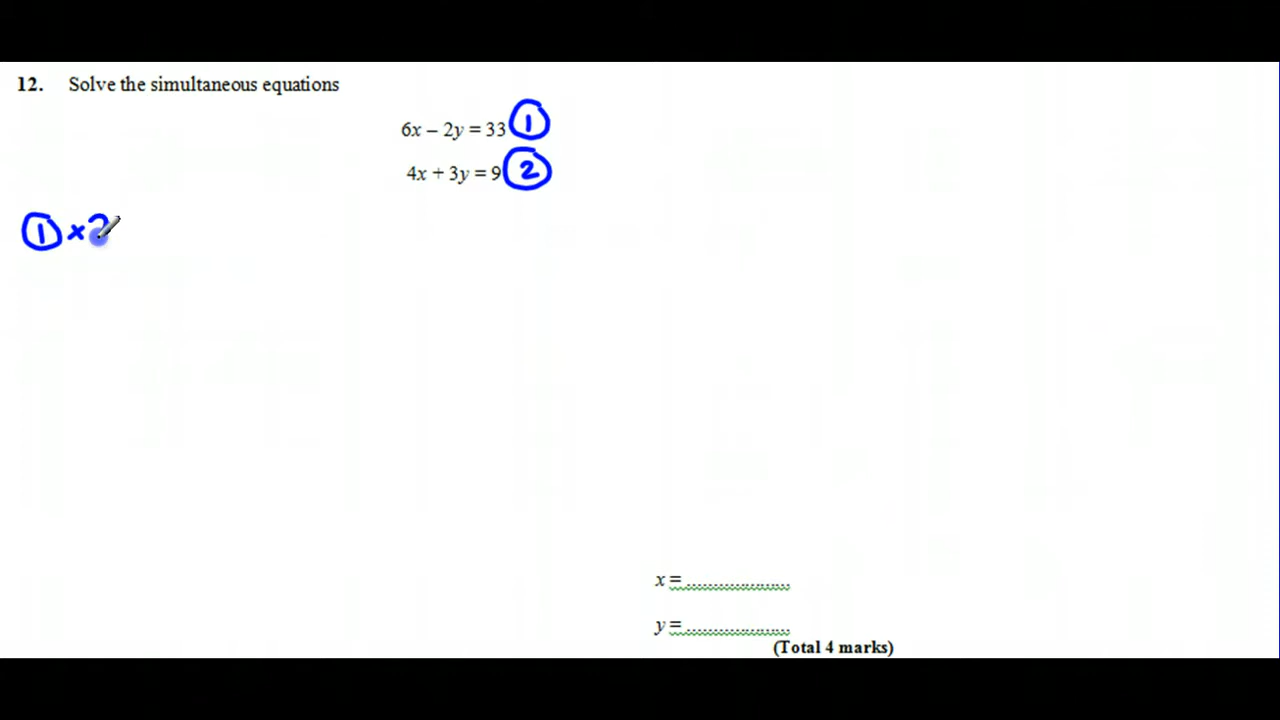 12. Solve the simultaneous equations
6x – 2y = 33 1
4x + 3y = 9 2
1 ×
x = ....................
y = ....................
(Total 4 marks)